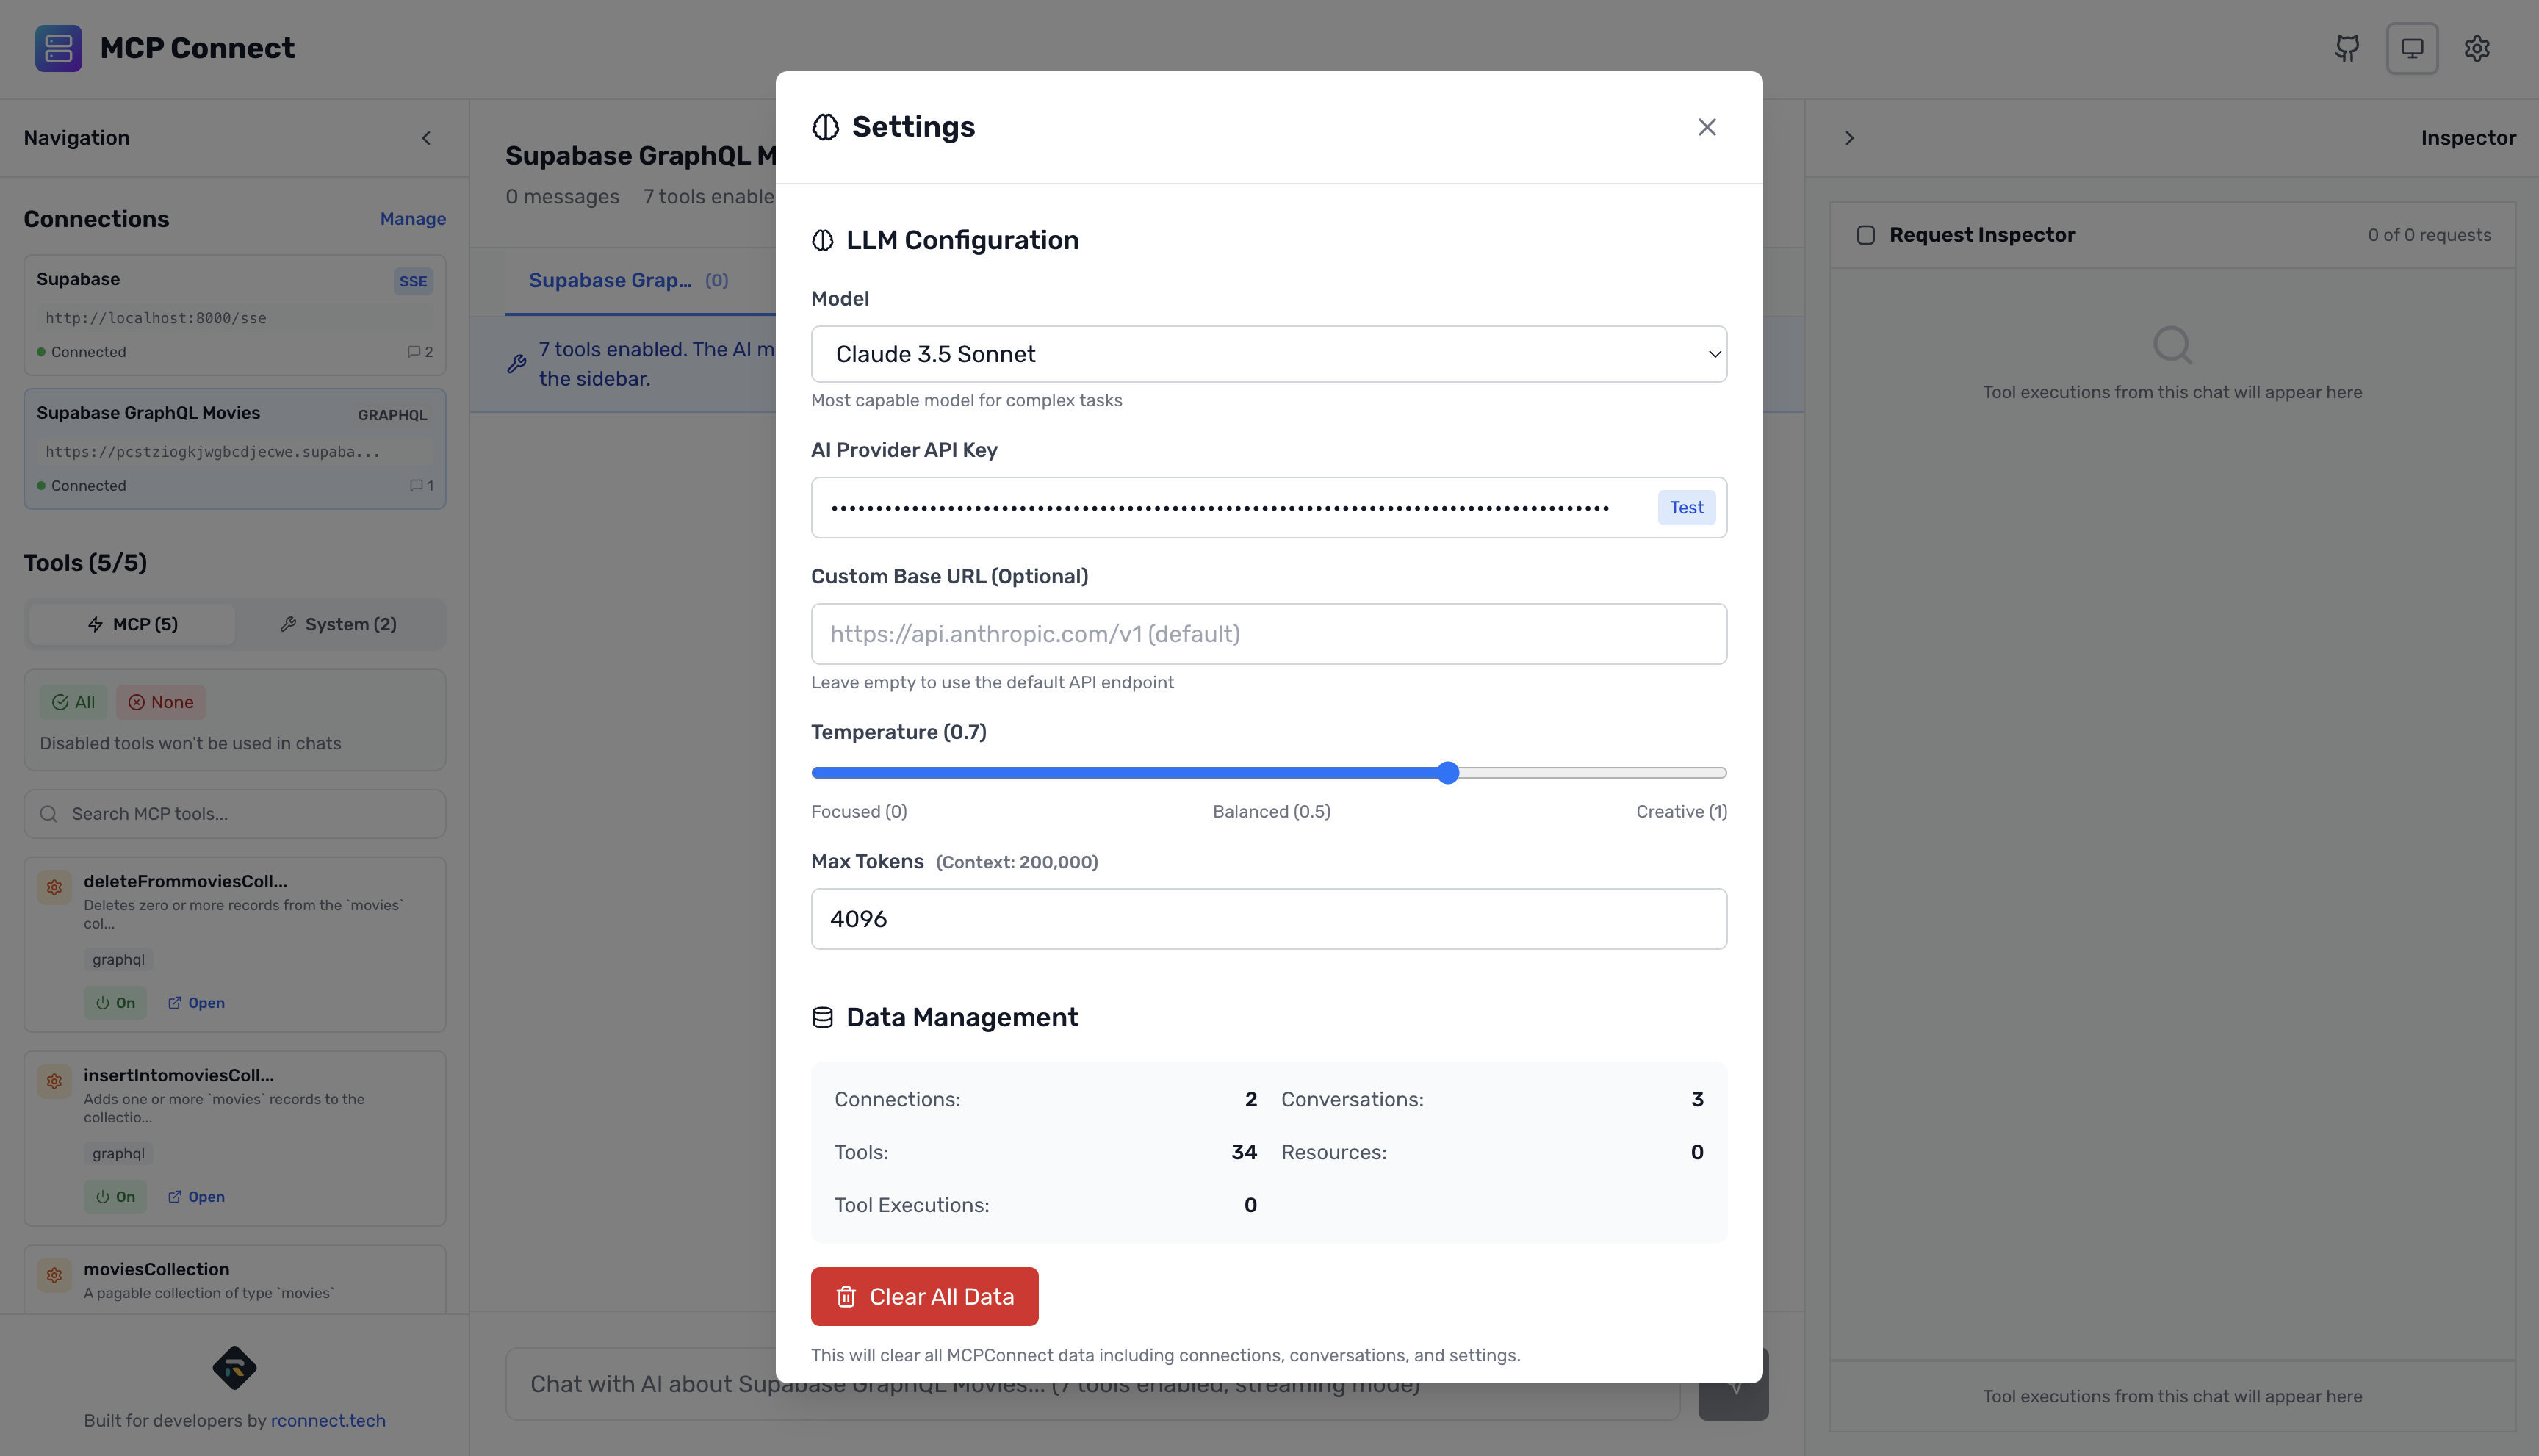 MCP Connect
Navigation
Connections
Manage
Supabase
SSE
http://localhost:8000/sse
Connected
2
Supabase GraphQL Movies
GRAPHQL
https://pcstziogkjwgbcdjecwe.supaba...
Connected
1
Tools (5/5)
MCP (5)
System (2)
All
None
Disabled tools won't be used in chats
Search MCP tools...
deleteFrommoviesColl...
Deletes zero or more records from the `movies`
col...
graphql
On
Open
insertIntomoviesColl...
Adds one or more `movies` records to the
collectio...
graphql
On
Open
moviesCollection
A pagable collection of type `movies`
Built for developers by rconnect.tech
Supabase GraphQL M
0 messages
7 tools enable
Supabase Grap...
(0)
7 tools enabled. The AI m
the sidebar.
Settings
LLM Configuration
Model
Claude 3.5 Sonnet
Most capable model for complex tasks
AI Provider API Key
Test
Custom Base URL (Optional)
https://api.anthropic.com/v1 (default)
Leave empty to use the default API endpoint
Temperature (0.7)
Focused (0)
Balanced (0.5)
Creative (1)
Max Tokens (Context: 200,000)
4096
Data Management
Connections: 2
Conversations: 3
Tools: 34
Resources: 0
Tool Executions: 0
Clear All Data
This will clear all MCPConnect data including connections, conversations, and settings.
Chat with AI about Supabase GraphQL Movies... (7 tools enabled, streaming mode)
Inspector
Request Inspector
0 of 0 requests
Tool executions from this chat will appear here
Tool executions from this chat will appear here